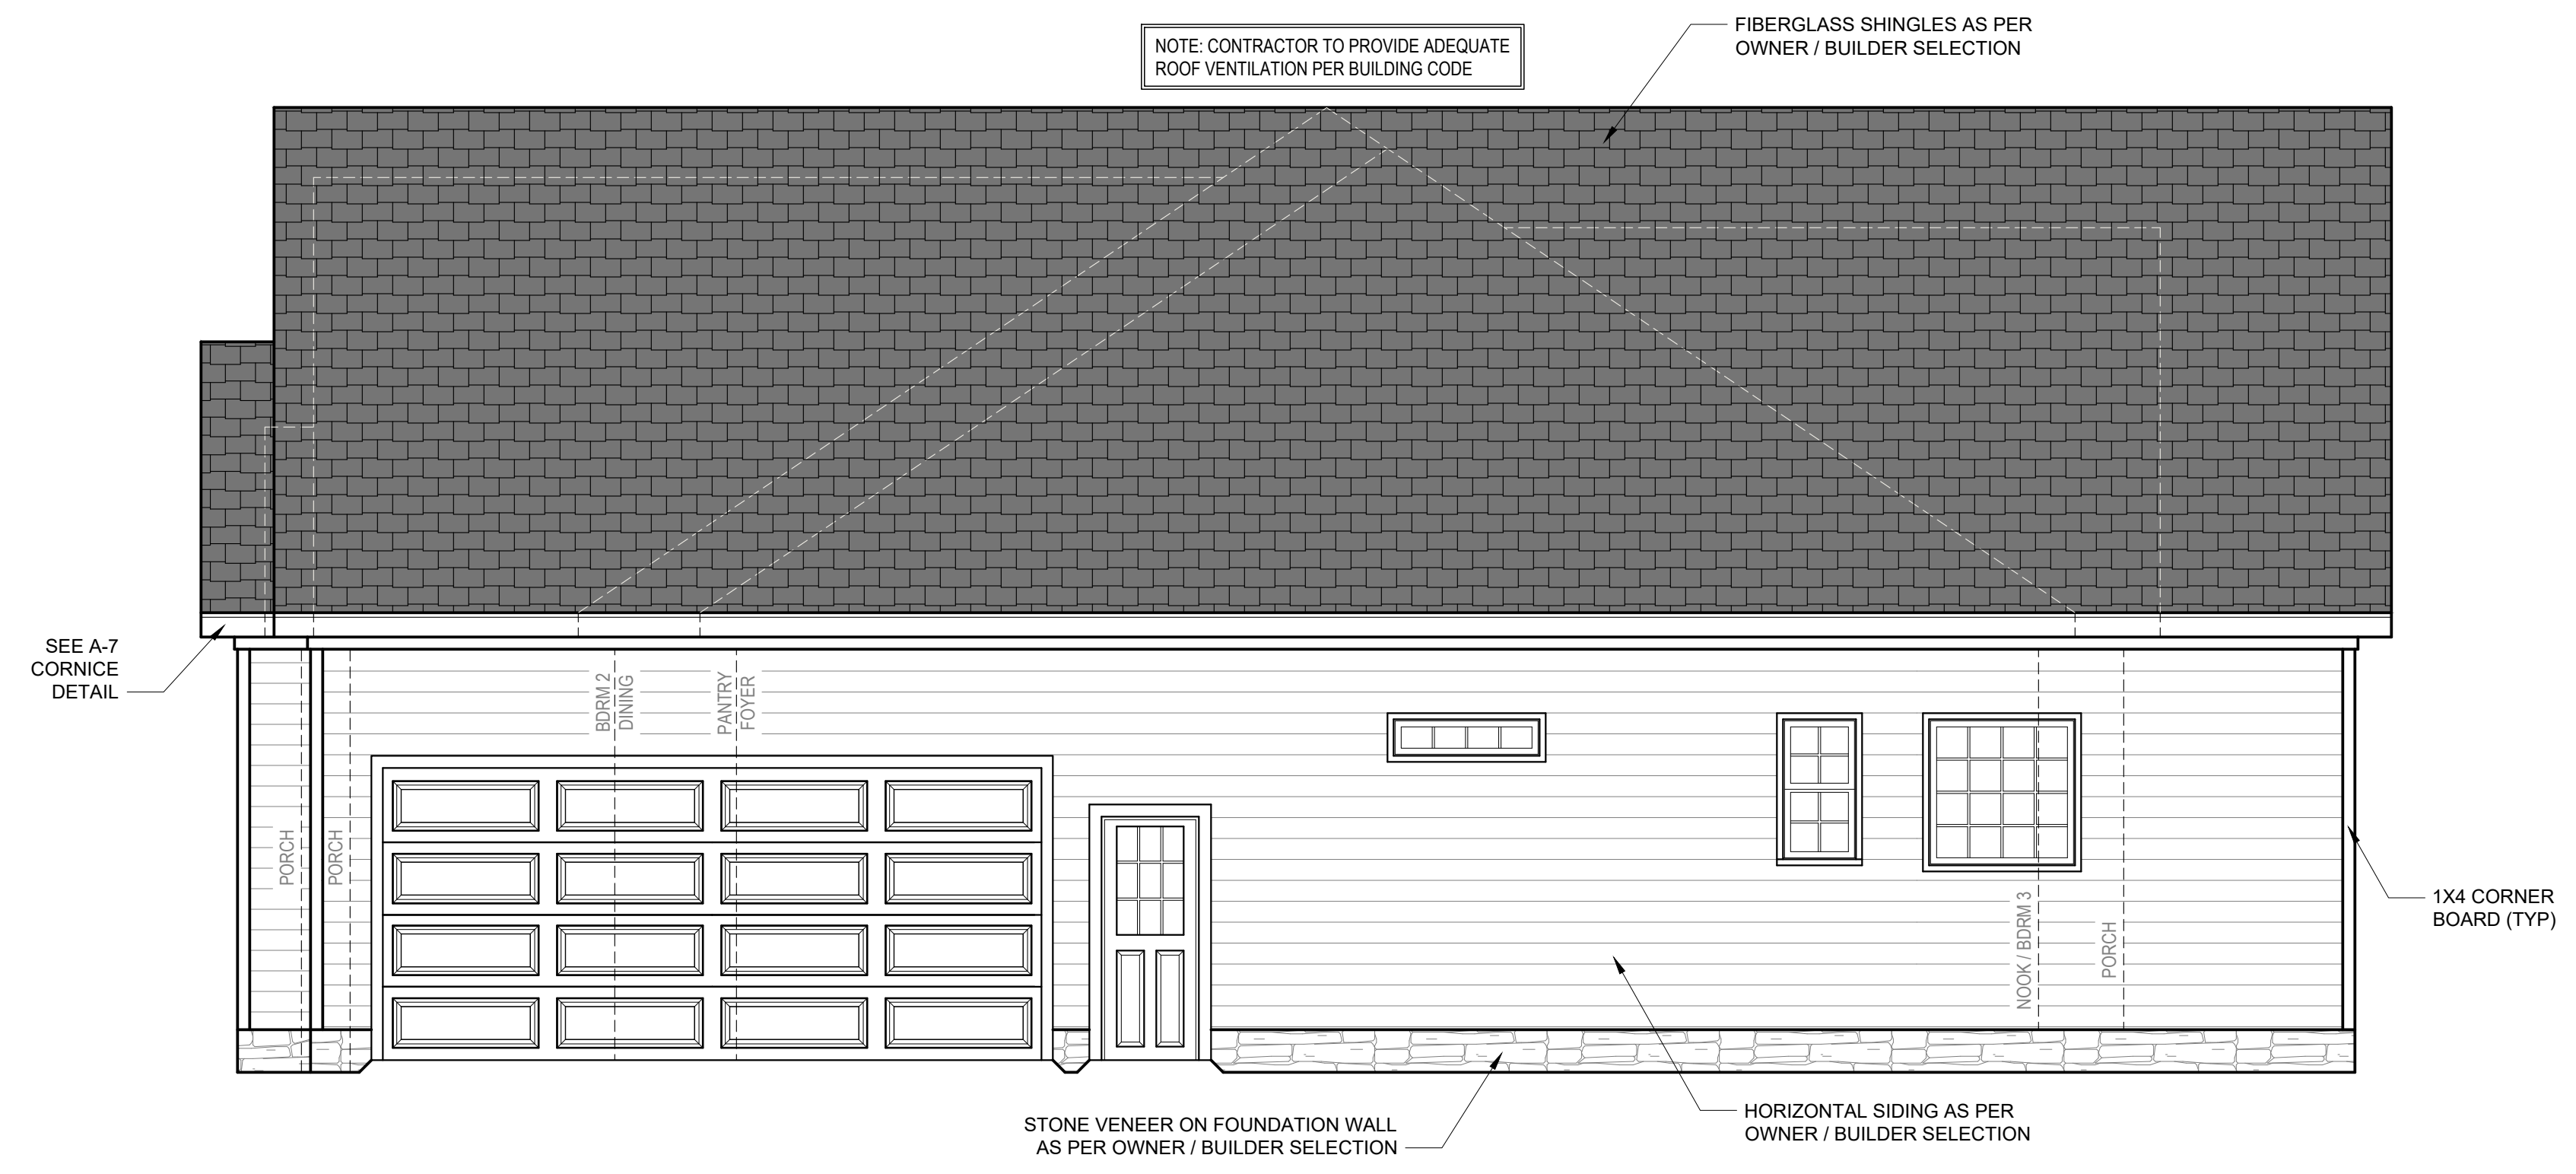 NOTE: CONTRACTOR TO PROVIDE ADEQUATE
ROOF VENTILATION PER BUILDING CODE
FIBERGLASS SHINGLES AS PER
OWNER / BUILDER SELECTION
SEE A-7
CORNICE
DETAIL
BDRM 2
DINING
PANTRY
FOYER
PORCH
PORCH
NOOK / BDRM 3
PORCH
1X4 CORNER
BOARD (TYP)
STONE VENEER ON FOUNDATION WALL
AS PER OWNER / BUILDER SELECTION
HORIZONTAL SIDING AS PER
OWNER / BUILDER SELECTION